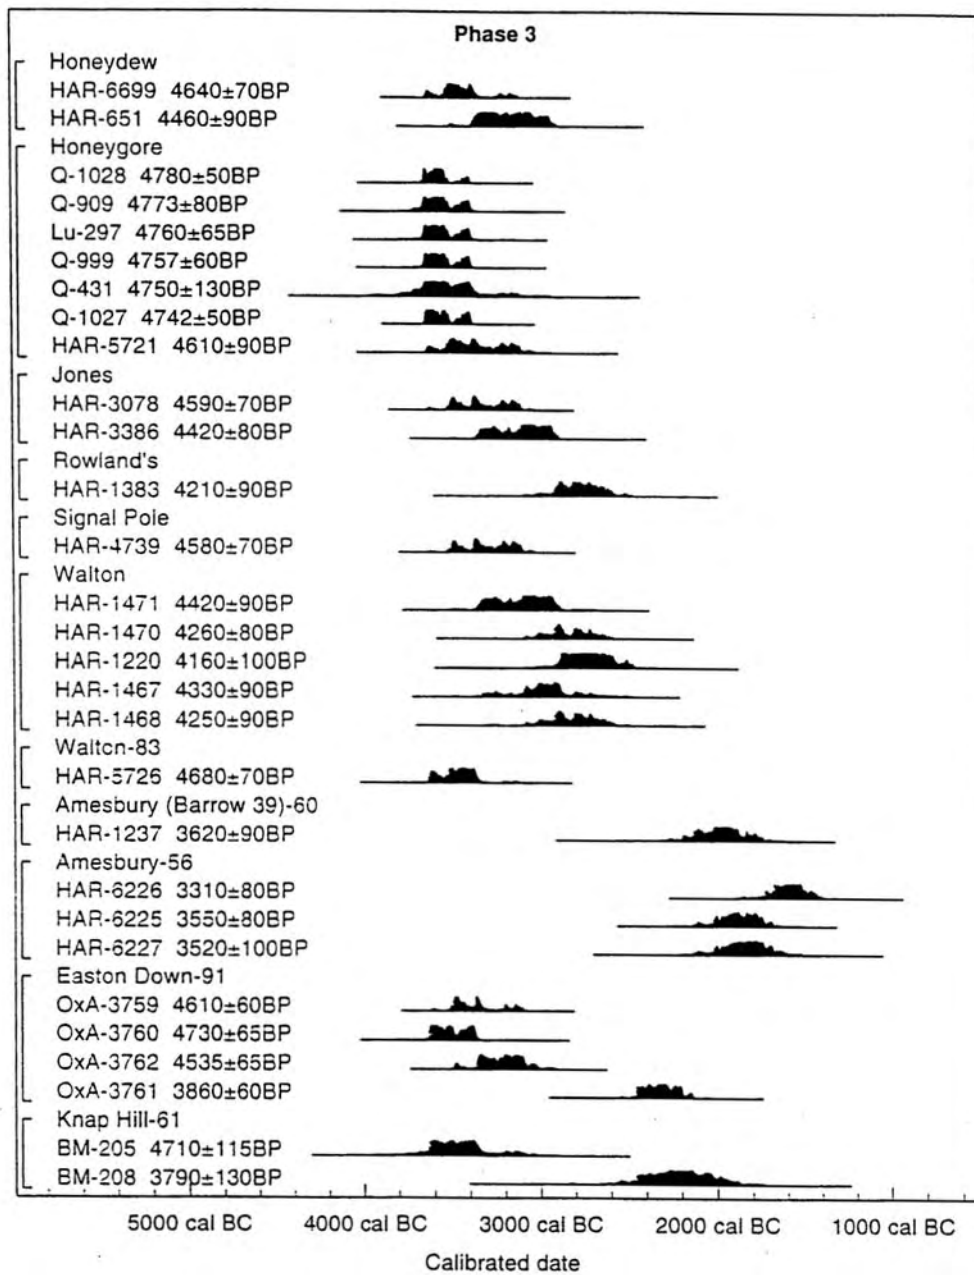 Phase 3
Honeydew
HAR-6699 4640±70BP
HAR-651 4460±90BP
Honeygore
Q-1028 4780±50BP
Q-909 4773±80BP
Lu-297 4760±65BP
Q-999 4757±60BP
Q-431 4750±130BP
Q-1027 4742±50BP
HAR-5721 4610±90BP
Jones
HAR-3078 4590±70BP
HAR-3386 4420±80BP
Rowland's
HAR-1383 4210±90BP
Signal Pole
HAR-4739 4580±70BP
Walton
HAR-1471 4420±90BP
HAR-1470 4260±80BP
HAR-1220 4160±100BP
HAR-1467 4330±90BP
HAR-1468 4250±90BP
Walton-83
HAR-5726 4680±70BP
Amesbury (Barrow 39)-60
HAR-1237 3620±90BP
Amesbury-56
HAR-6226 3310±80BP
HAR-6225 3550±80BP
HAR-6227 3520±100BP
Easton Down-91
OxA-3759 4610±60BP
OxA-3760 4730±65BP
OxA-3762 4535±65BP
OxA-3761 3860±60BP
Knap Hill-61
BM-205 4710±115BP
BM-208 3790±130BP
5000 cal BC 4000 cal BC 3000 cal BC 2000 cal BC 1000 cal BC
Calibrated date